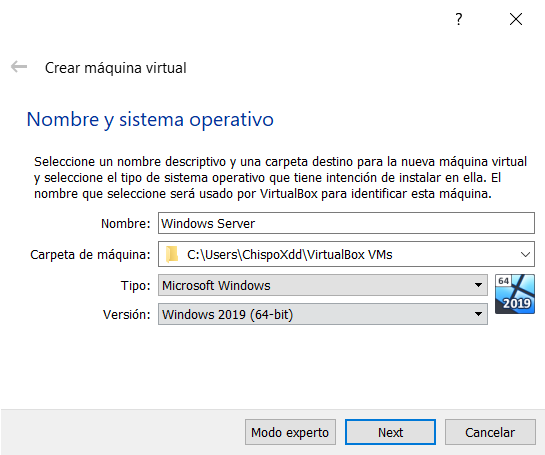 ?
Crear máquina virtual
Nombre y sistema operativo
Seleccione un nombre descriptivo y una carpeta destino para la nueva máquina virtual
y seleccione el tipo de sistema operativo que tiene intención de instalar en ella. El
nombre que seleccione será usado por VirtualBox para identificar esta máquina.
Nombre: Windows Server
Carpeta de máquina: C:\Users\ChispoXdd\VirtualBox VMs
Tipo: Microsoft Windows
64
Versión: Windows 2019 (64-bit)
2019
Modo experto Next Cancelar